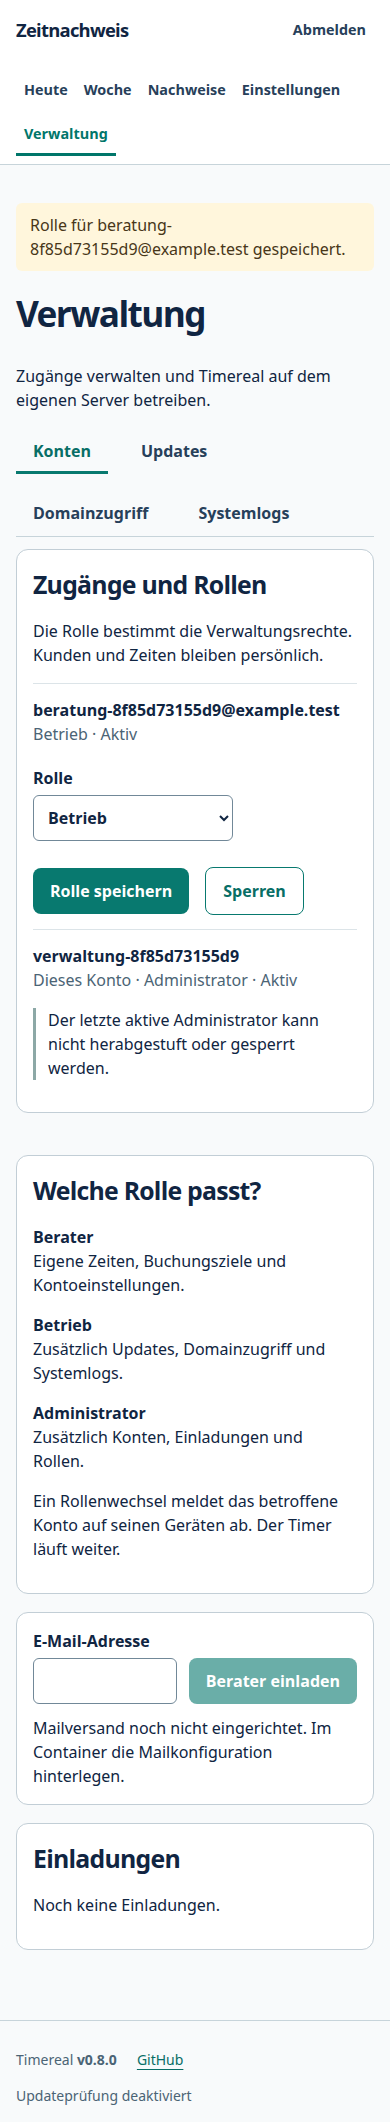 Zeitnachweis
Abmelden
Heute Woche Nachweise Einstellungen
Verwaltung
Rolle für beratung-
8f85d73155d9@example.test gespeichert.
Verwaltung
Zugänge verwalten und Timereal auf dem
eigenen Server betreiben.
Konten Updates
Domainzugriff Systemlogs
Zugänge und Rollen
Die Rolle bestimmt die Verwaltungsrechte.
Kunden und Zeiten bleiben persönlich.
beratung-8f85d73155d9@example.test
Betrieb · Aktiv
Rolle
Betrieb
Rolle speichern Sperren
verwaltung-8f85d73155d9
Dieses Konto · Administrator · Aktiv
Der letzte aktive Administrator kann
nicht herabgestuft oder gesperrt
werden.
Welche Rolle passt?
Berater
Eigene Zeiten, Buchungsziele und
Kontoeinstellungen.
Betrieb
Zusätzlich Updates, Domainzugriff und
Systemlogs.
Administrator
Zusätzlich Konten, Einladungen und
Rollen.
Ein Rollenwechsel meldet das betroffene
Konto auf seinen Geräten ab. Der Timer
läuft weiter.
E-Mail-Adresse
Berater einladen
Mailversand noch nicht eingerichtet. Im
Container die Mailkonfiguration
hinterlegen.
Einladungen
Noch keine Einladungen.
Timereal v0.8.0 GitHub
Updateprüfung deaktiviert